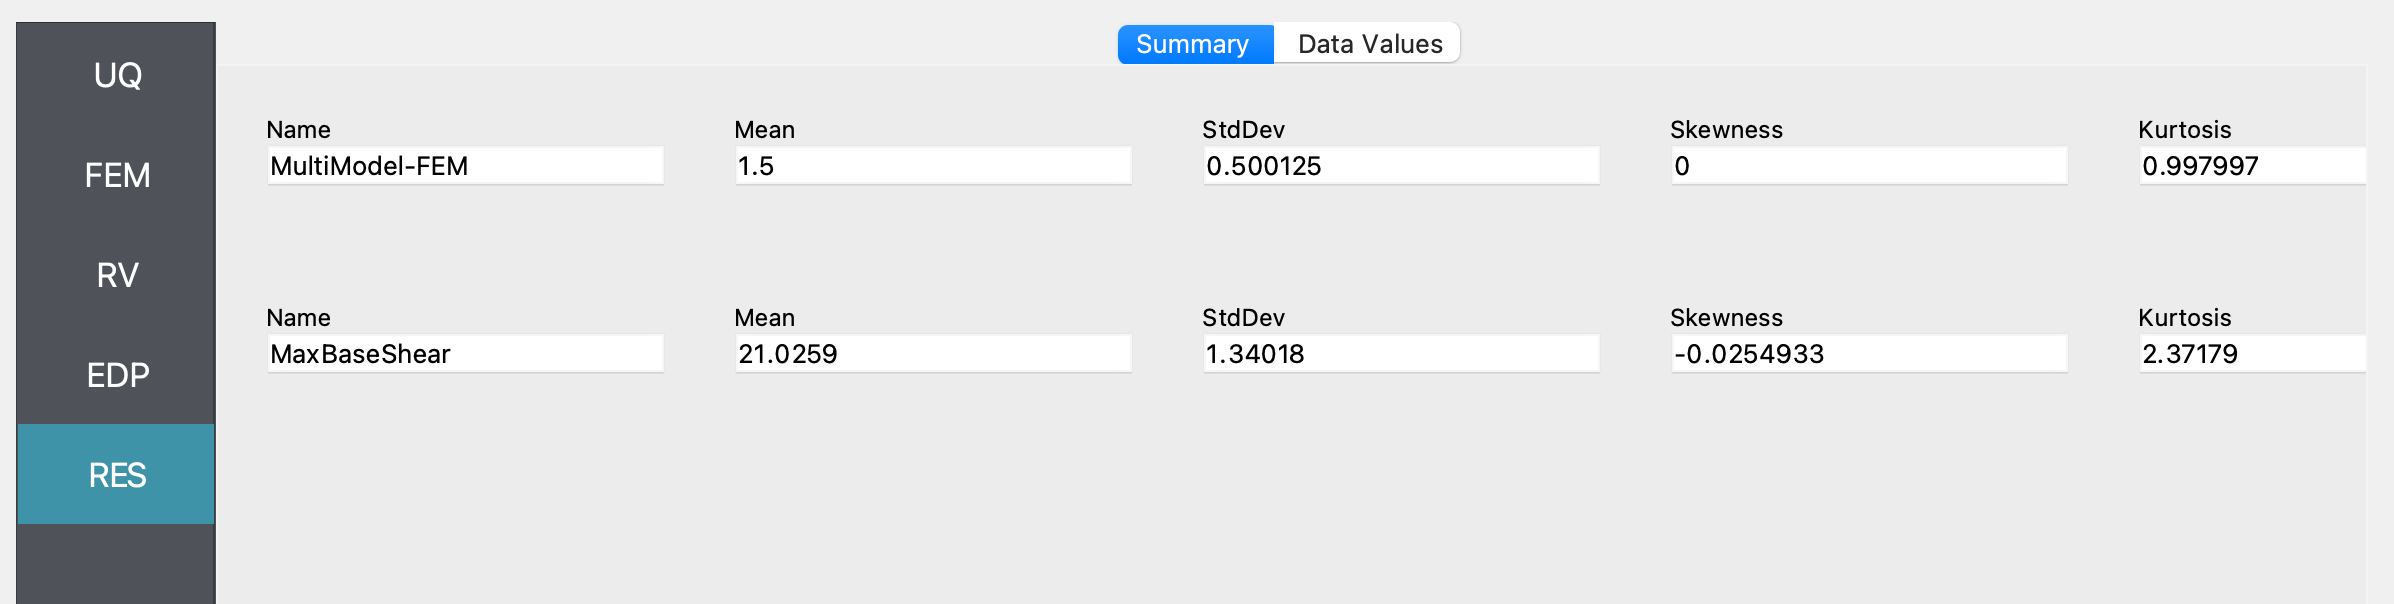 Summary Data Values
UQ
FEM
RV
EDP
RES
Name Mean StdDev Skewness Kurtosis
MultiModel-FEM 1.5 0.500125 0 0.997997
Name Mean StdDev Skewness Kurtosis
MaxBaseShear 21.0259 1.34018 -0.0254933 2.37179